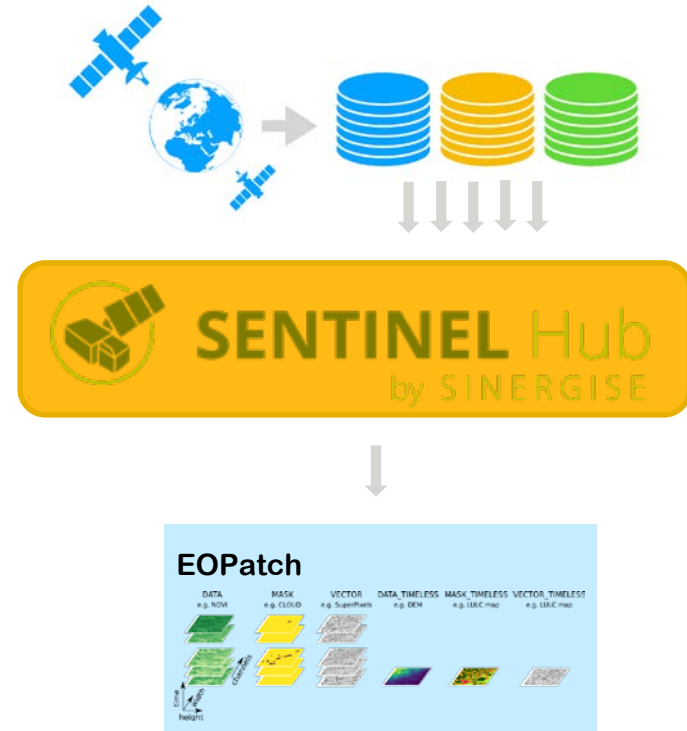 SENTINEL Hub
by SINERGISE
EOPatch
DATA MASK VECTOR DATA_TIMELESS MASK_TIMELESS VECTOR_TIMELESS
e.g. NDVI e.g. CLOUD e.g. SuperPixels e.g. DEM e.g. LULC map e.g. LULC map
channels
time
width
height